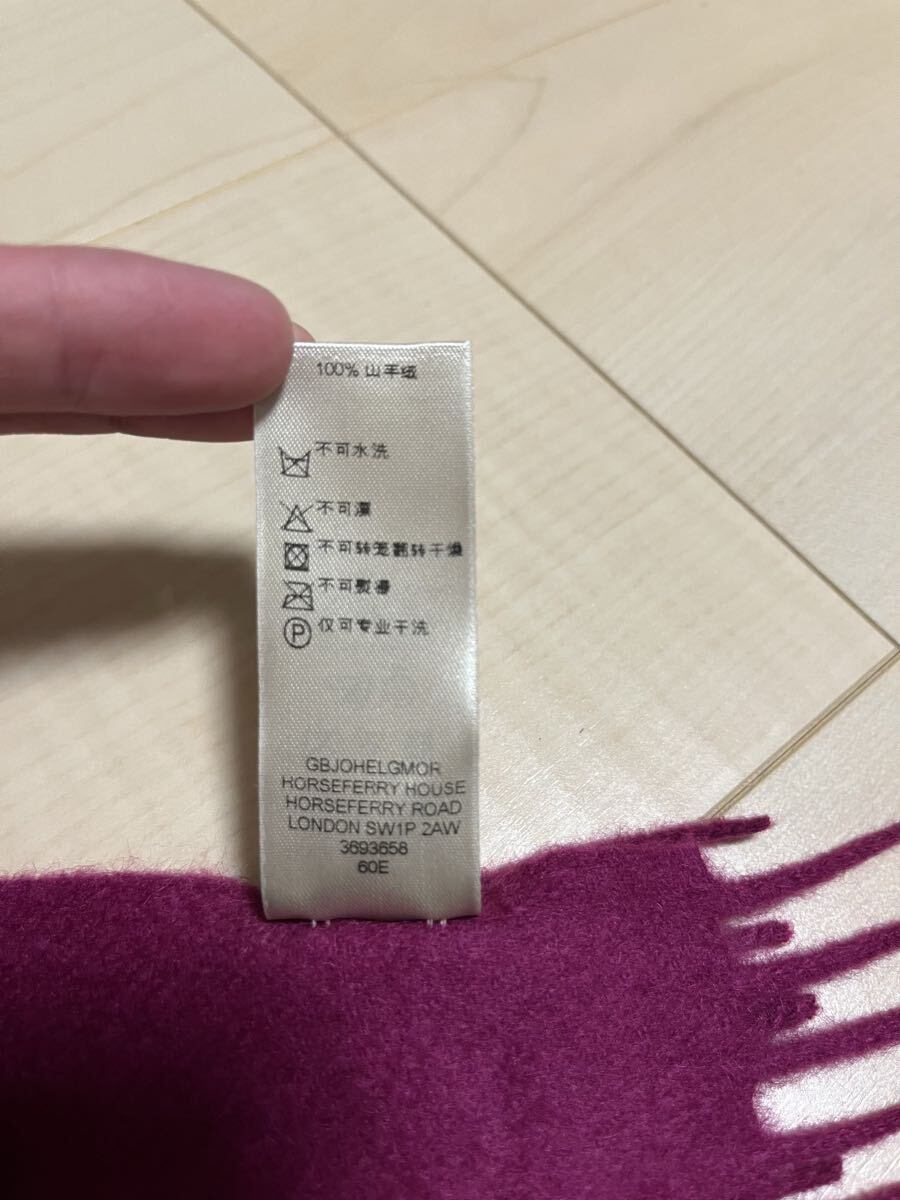 100% 山羊绒
不可水洗
不可漂
不可转笼翻转干燥
不可熨烫
P 仅可专业干洗
GBJOHELGMOR
HORSEFERRY HOUSE
HORSEFERRY ROAD
LONDON SW1P 2AW
3693658
60E